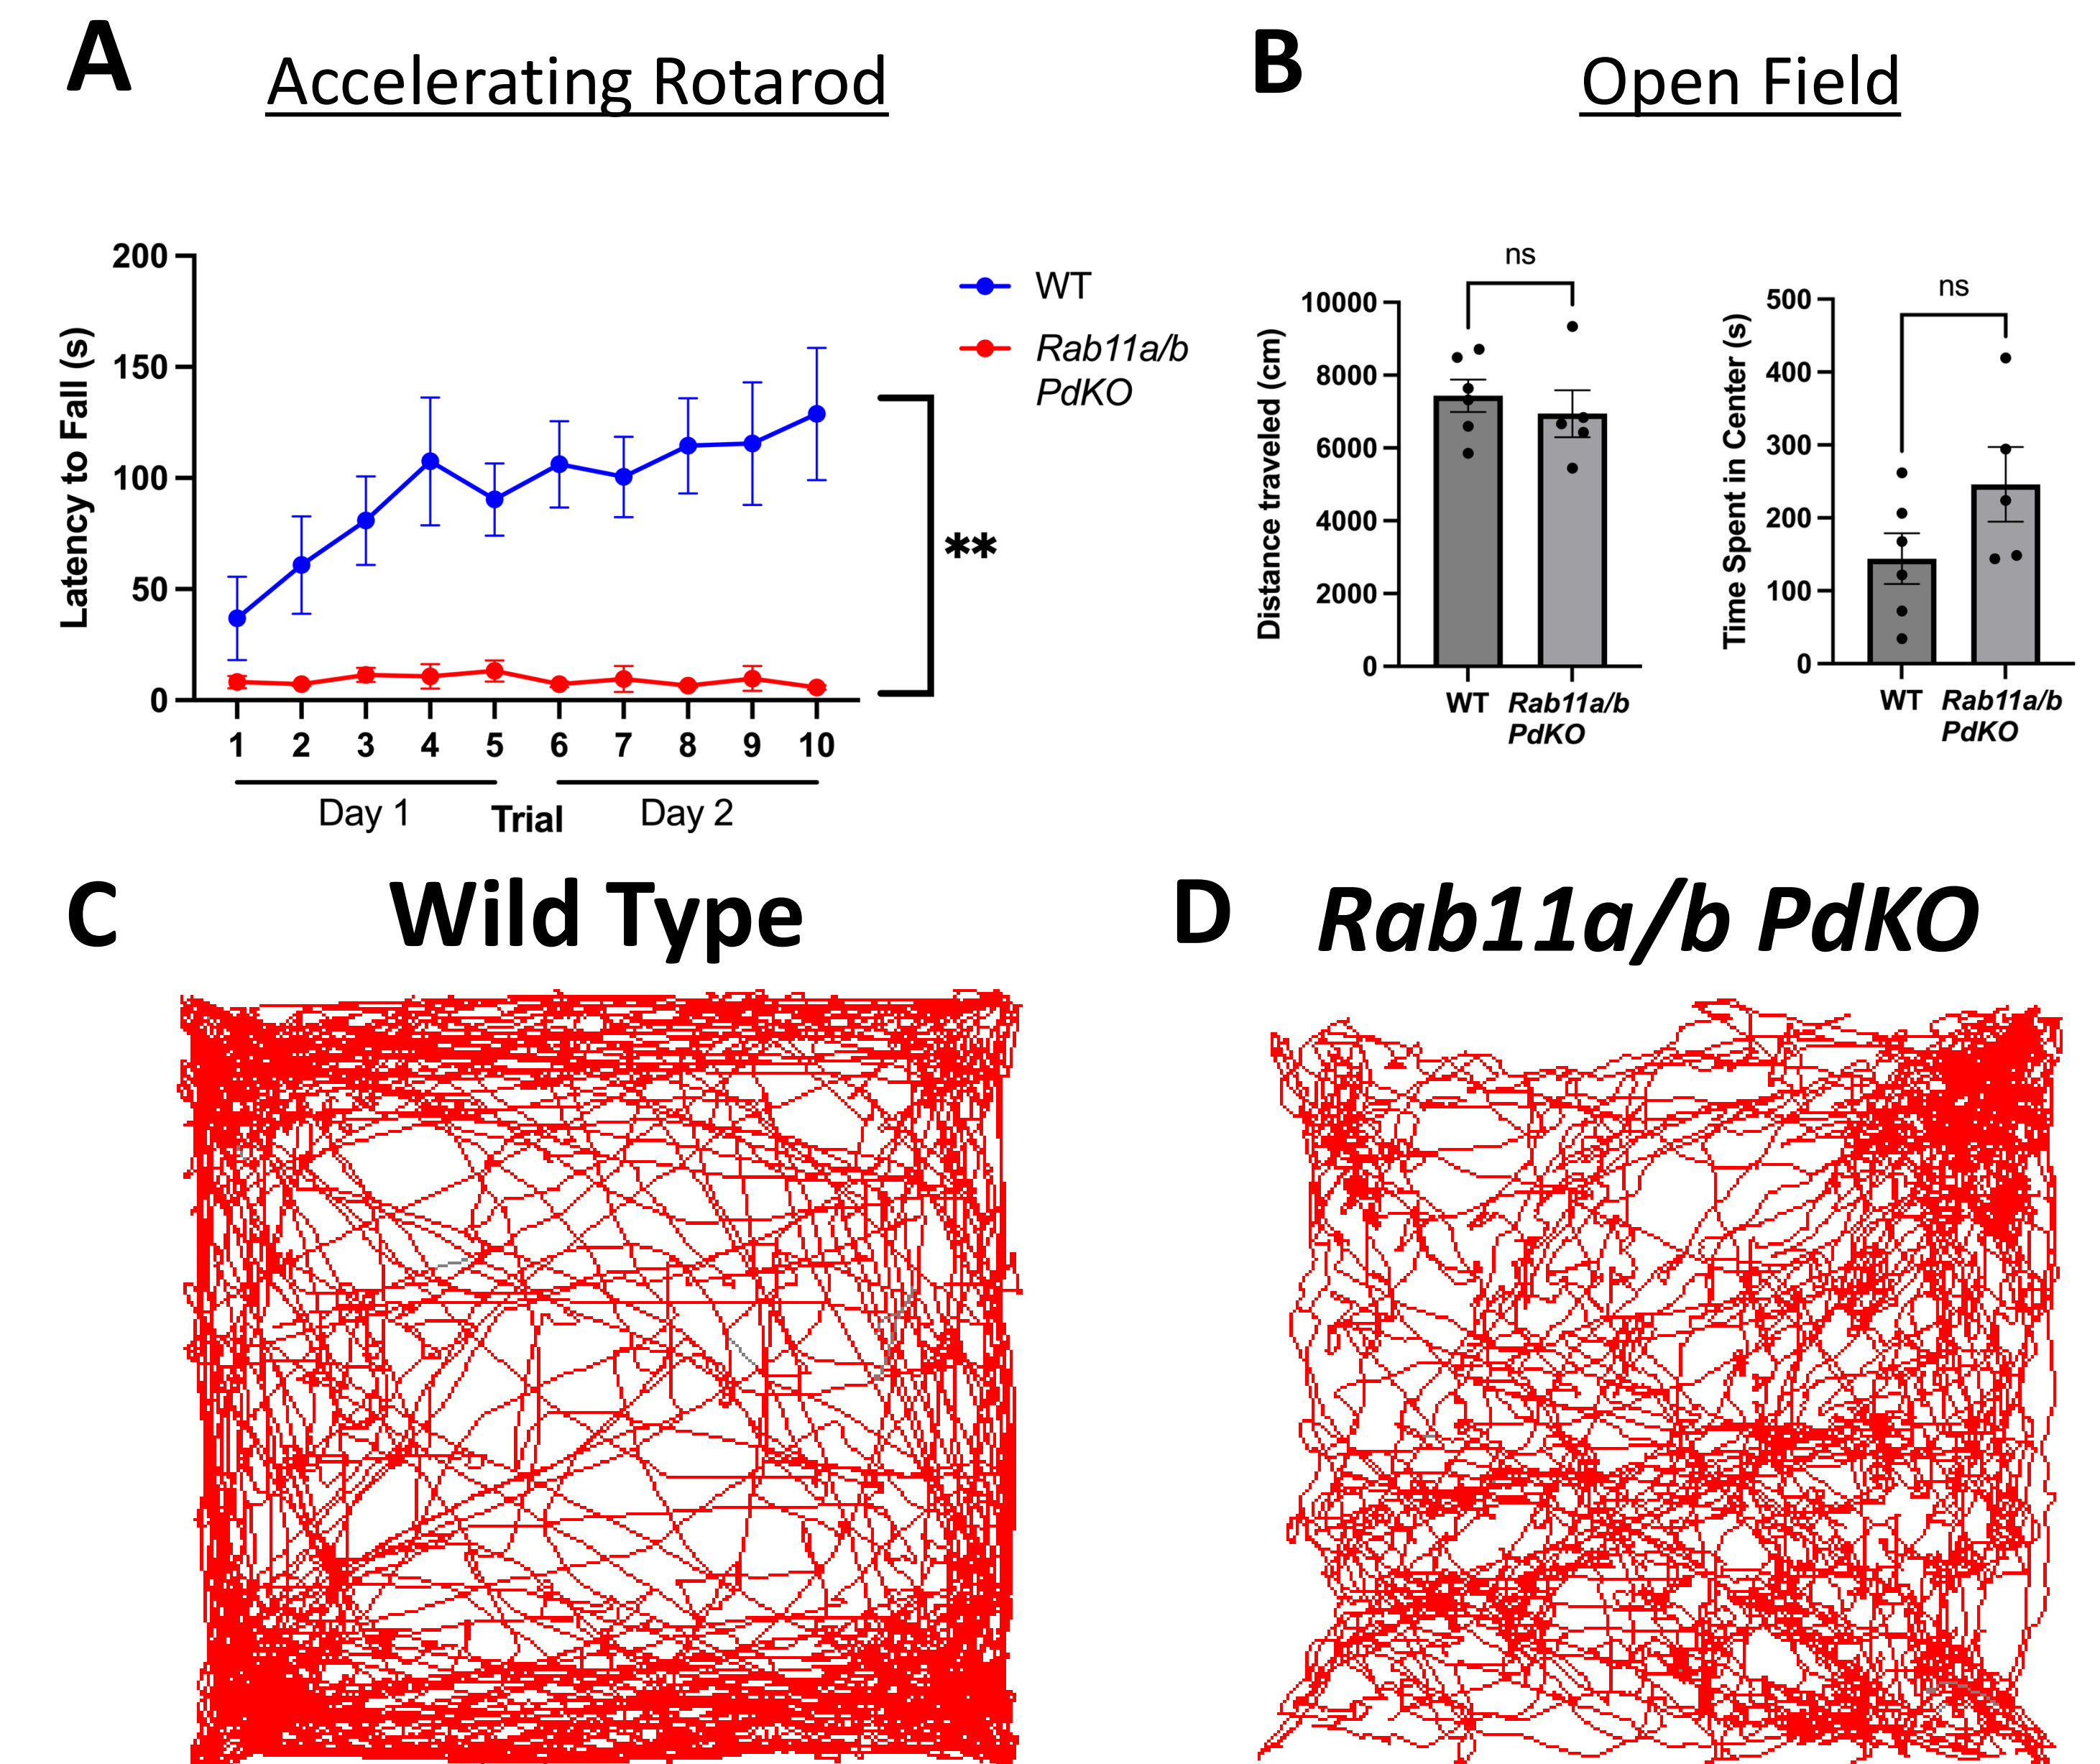 A
Accelerating Rotarod
200
150
100
50
0
Latency to Fall (s)
1 2 3 4 5 6 7 8 9 10
Day 1
Trial
Day 2
WT
Rab11a/b
PdKO
**
B
Open Field
ns
10000
8000
6000
4000
2000
0
Distance traveled (cm)
WT
Rab11a/b
PdKO
ns
500
400
300
200
100
0
Time Spent in Center (s)
WT
Rab11a/b
PdKO
C
Wild Type
D
Rab11a/b PdKO